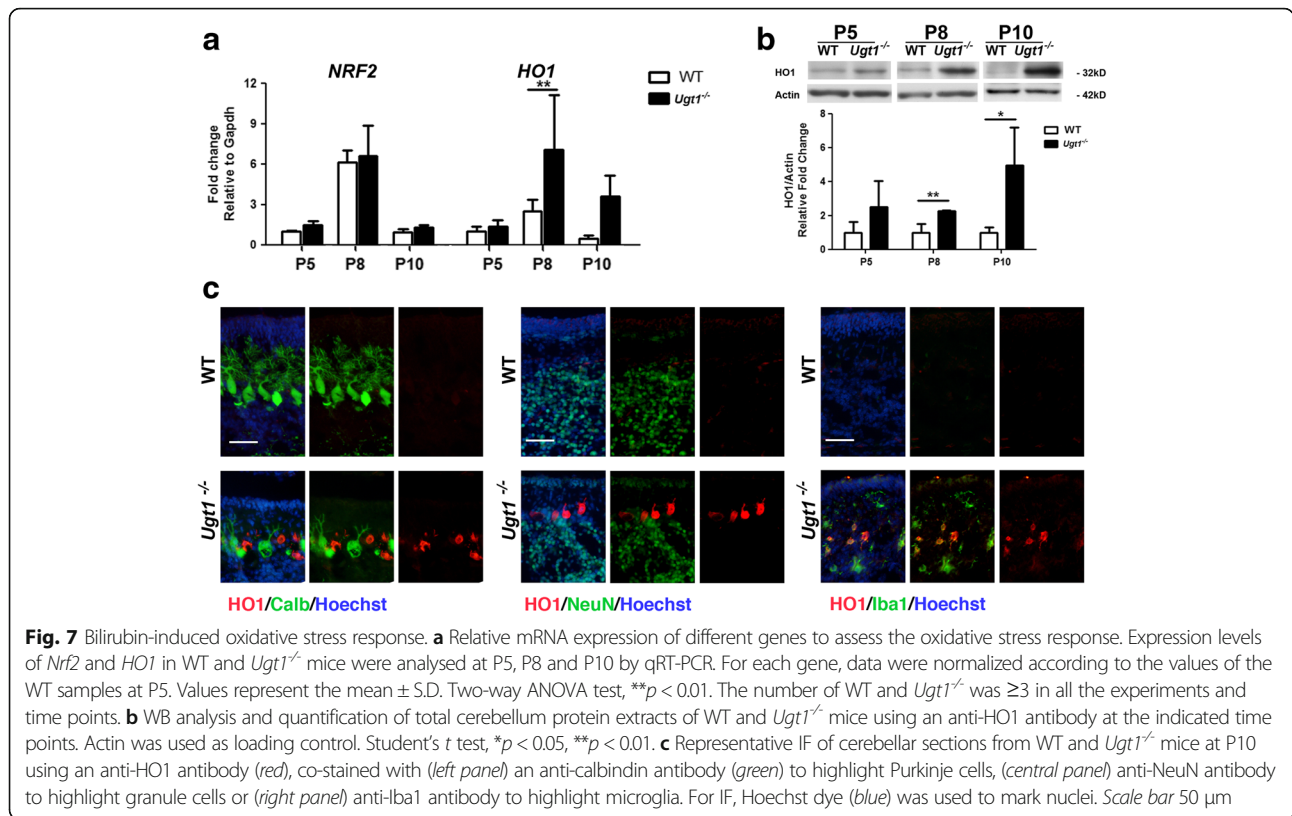 a
NRF2
HO1
**
WT
Ugt1-/-
Fold change
Relative to Gapdh
12
9
6
3
0
P5
P8
P10
P5
P8
P10
b
P5
P8
P10
WT Ugt1-/-
WT Ugt1-/-
WT Ugt1-/-
HO1
- 32kD
Actin
- 42kD
HO1/Actin
Relative Fold Change
8
6
4
2
0
**
*
WT
Ugt1-/-
P5
P8
P10
c
WT
WT
WT
Ugt1 -/-
Ugt1 -/-
Ugt1 -/-
HO1/Calb/Hoechst
HO1/NeuN/Hoechst
HO1/Iba1/Hoechst
Fig. 7 Bilirubin-induced oxidative stress response. a Relative mRNA expression of different genes to assess the oxidative stress response. Expression levels
of Nrf2 and HO1 in WT and Ugt1-/- mice were analysed at P5, P8 and P10 by qRT-PCR. For each gene, data were normalized according to the values of the
WT samples at P5. Values represent the mean ± S.D. Two-way ANOVA test, **p < 0.01. The number of WT and Ugt1-/- was ≥3 in all the experiments and
time points. b WB analysis and quantification of total cerebellum protein extracts of WT and Ugt1-/- mice using an anti-HO1 antibody at the indicated time
points. Actin was used as loading control. Student's t test, *p < 0.05, **p < 0.01. c Representative IF of cerebellar sections from WT and Ugt1-/- mice at P10
using an anti-HO1 antibody (red), co-stained with (left panel) an anti-calbindin antibody (green) to highlight Purkinje cells, (central panel) anti-NeuN antibody
to highlight granule cells or (right panel) anti-Iba1 antibody to highlight microglia. For IF, Hoechst dye (blue) was used to mark nuclei. Scale bar 50 μm